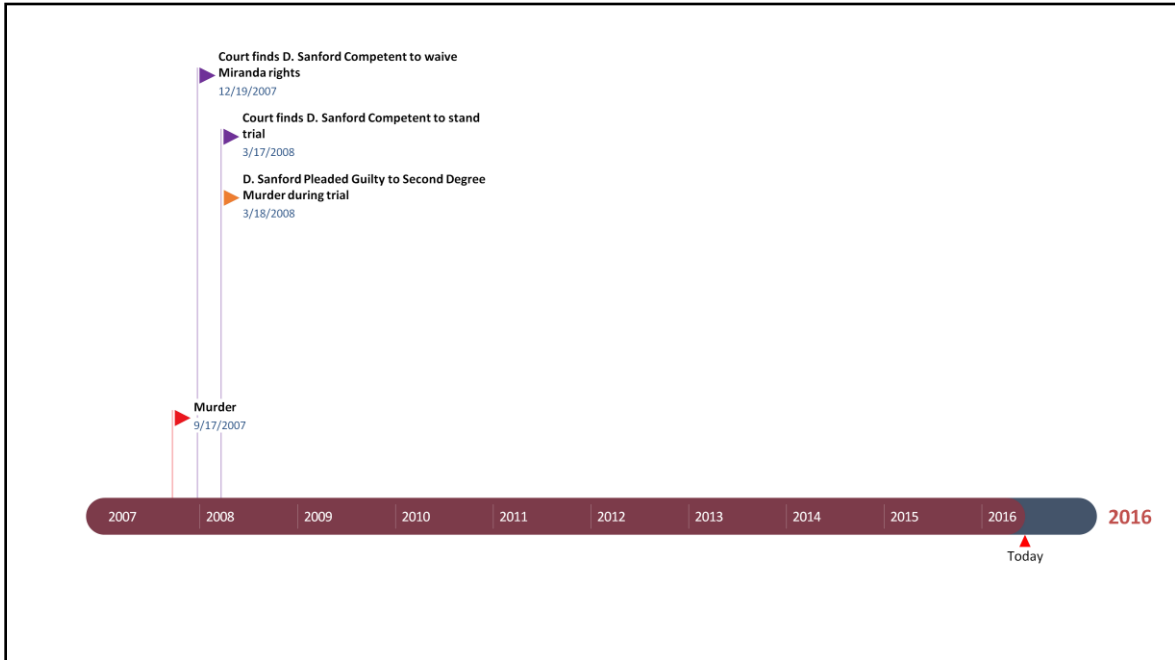 Court finds D. Sanford Competent to waive
Miranda rights
12/19/2007
Court finds D. Sanford Competent to stand
trial
3/17/2008
D. Sanford Pleaded Guilty to Second Degree
Murder during trial
3/18/2008
Murder
9/17/2007
2007 2008 2009 2010 2011 2012 2013 2014 2015 2016 2016
Today